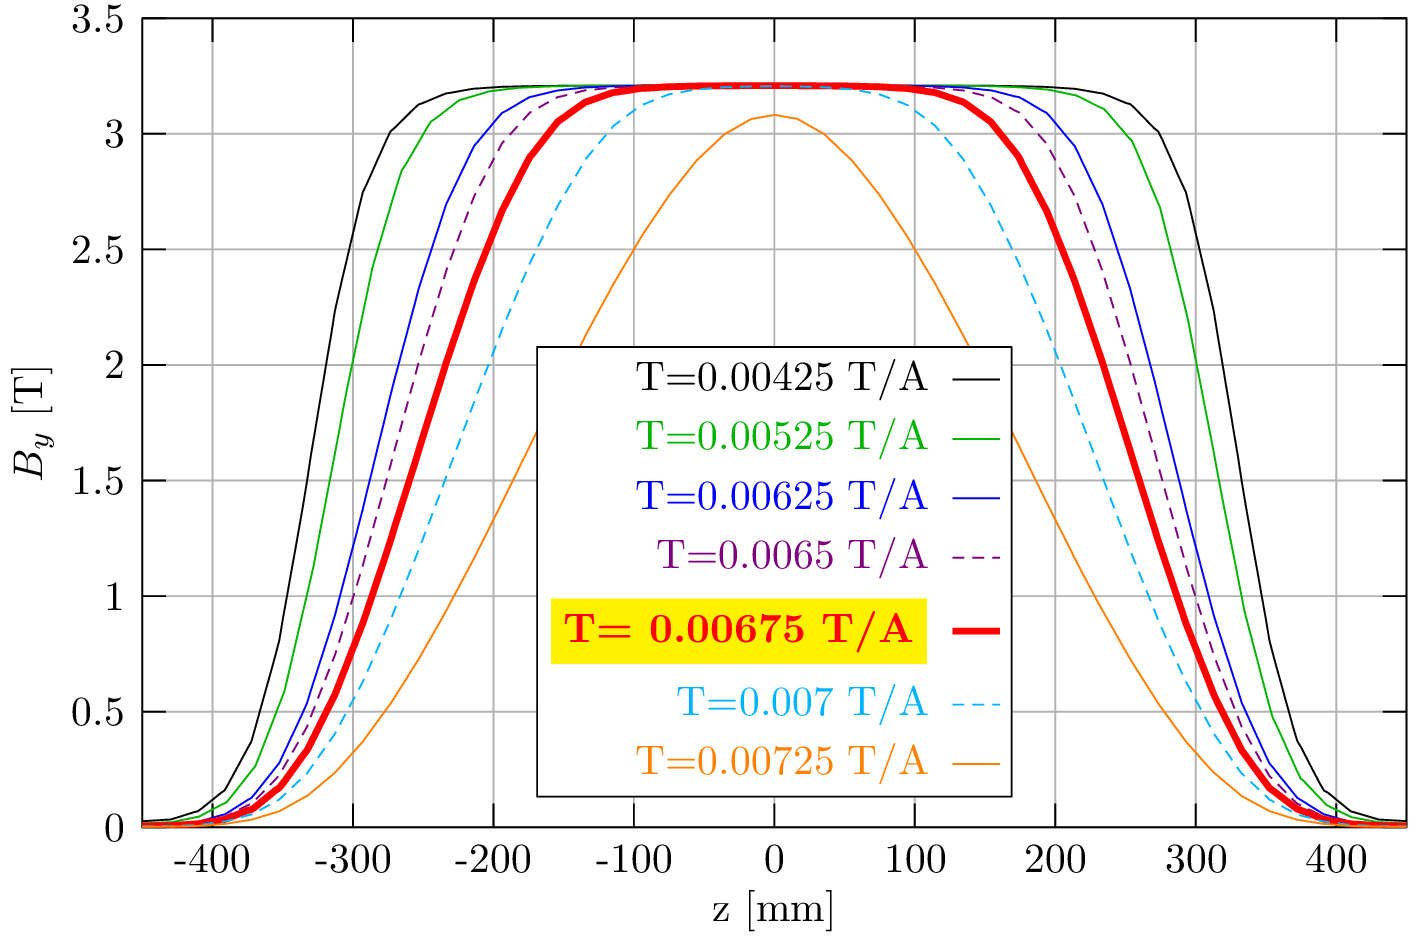 3.5
3
2.5
2
1.5
1
0.5
0
B_y [T]
T=0.00425 T/A
T=0.00525 T/A
T=0.00625 T/A
T=0.0065 T/A
T= 0.00675 T/A
T=0.007 T/A
T=0.00725 T/A
-400 -300 -200 -100 0 100 200 300 400
z [mm]